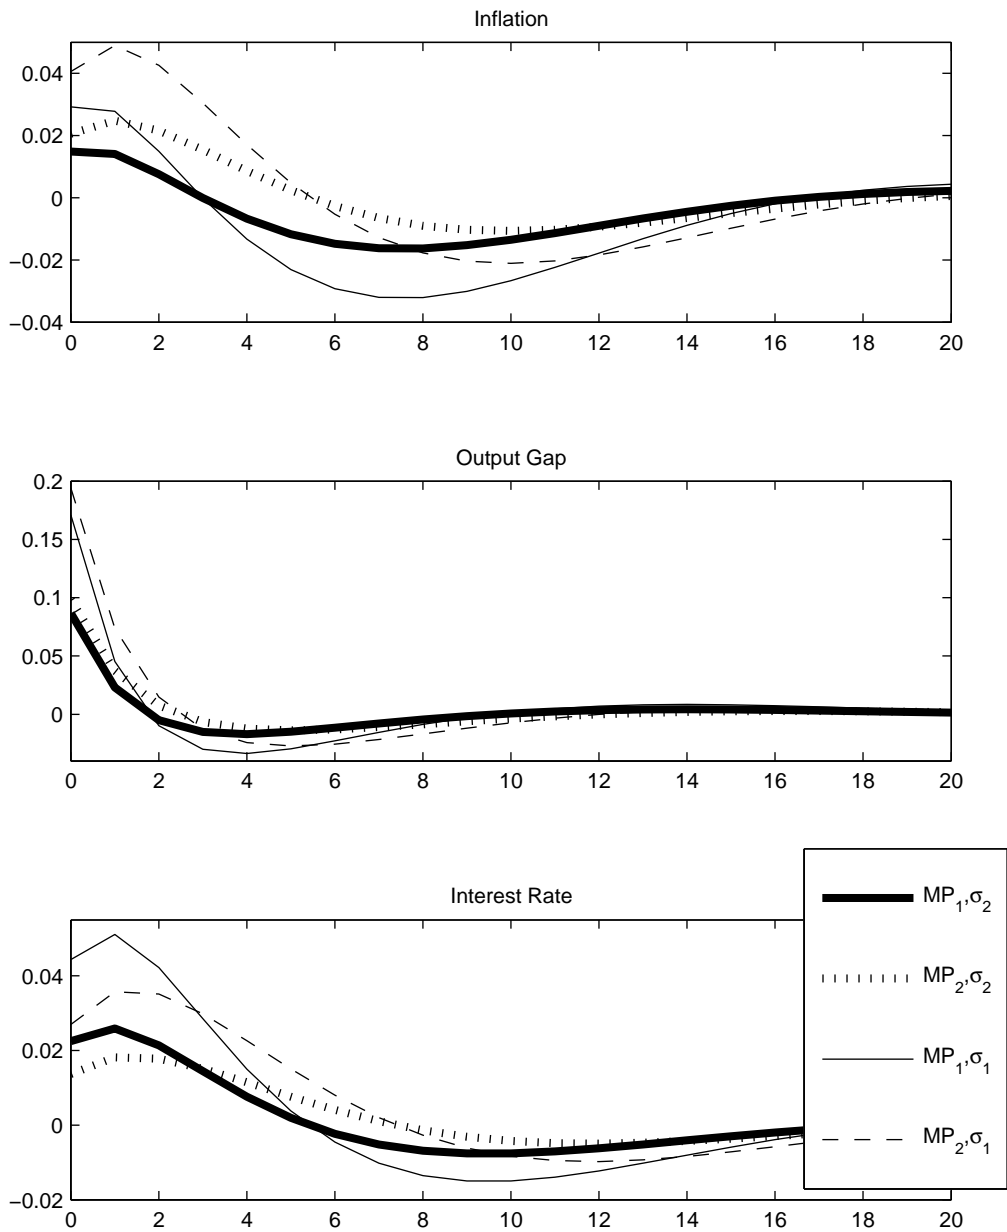 Inflation
0.04
0.02
0
−0.02
−0.04
0 2 4 6 8 10 12 14 16 18 20
Output Gap
0.2
0.15
0.1
0.05
0
0 2 4 6 8 10 12 14 16 18 20
Interest Rate
0.04
0.02
0
−0.02
0 2 4 6 8 10 12 14 16 18 20
MP₁,σ₂
MP₂,σ₂
MP₁,σ₁
MP₂,σ₁